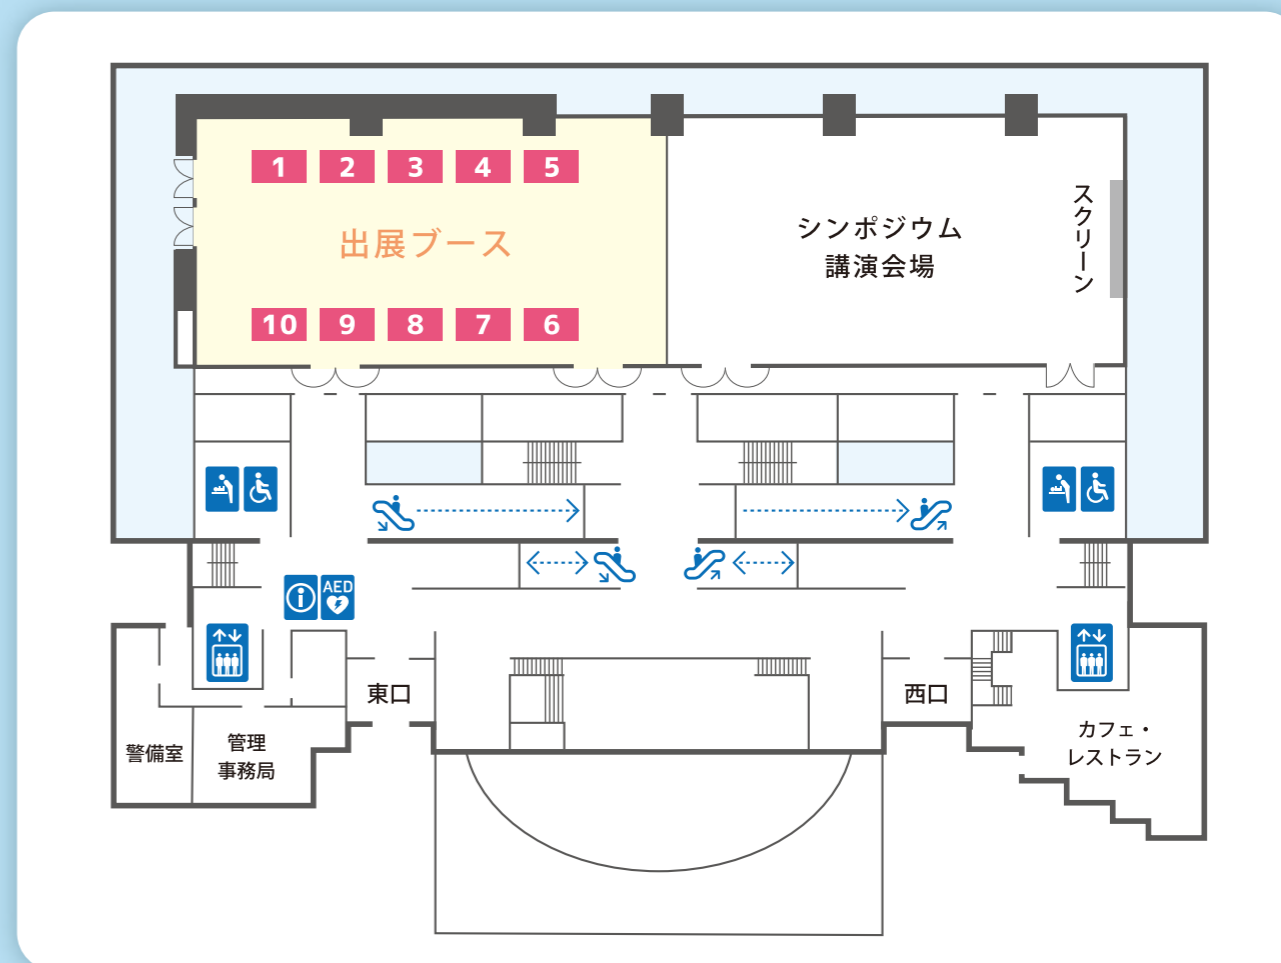 1 2 3 4 5
出展ブース
10 9 8 7 6
シンポジウム
講演会場
スクリーン
AED
東口
西口
警備室
管理
事務局
カフェ・
レストラン